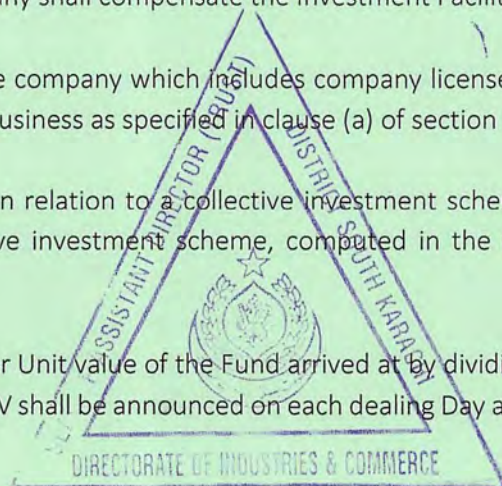 ny shall compensate the Investment Facilit
e company which includes company license
usiness as specified in clause (a) of section
n relation to a collective investment sche
ve investment scheme, computed in the
r Unit value of the Fund arrived at by dividi
V shall be announced on each dealing Day a
ASSISTANT DIRECTOR (TRUST)
DISTRICT SOUTH KARACHI
DIRECTORATE OF INDUSTRIES & COMMERCE